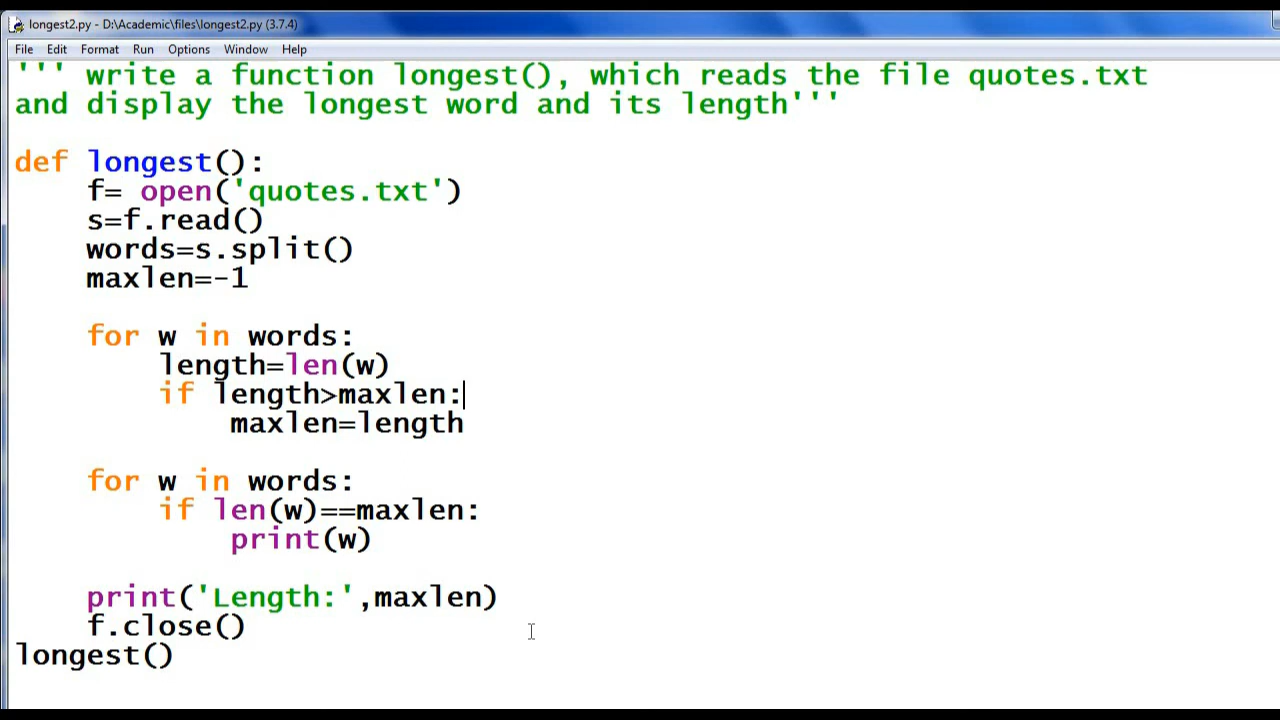 longest2.py - D:\Academic\files\longest2.py (3.7.4)
File Edit Format Run Options Window Help
''' write a function longest(), which reads the file quotes.txt
and display the longest word and its length'''
def longest():
    f= open('quotes.txt')
    s=f.read()
    words=s.split()
    maxlen=-1
    for w in words:
        length=len(w)
        if length>maxlen:
            maxlen=length
    for w in words:
        if len(w)==maxlen:
            print(w)
    print('Length:',maxlen)
    f.close()
longest()